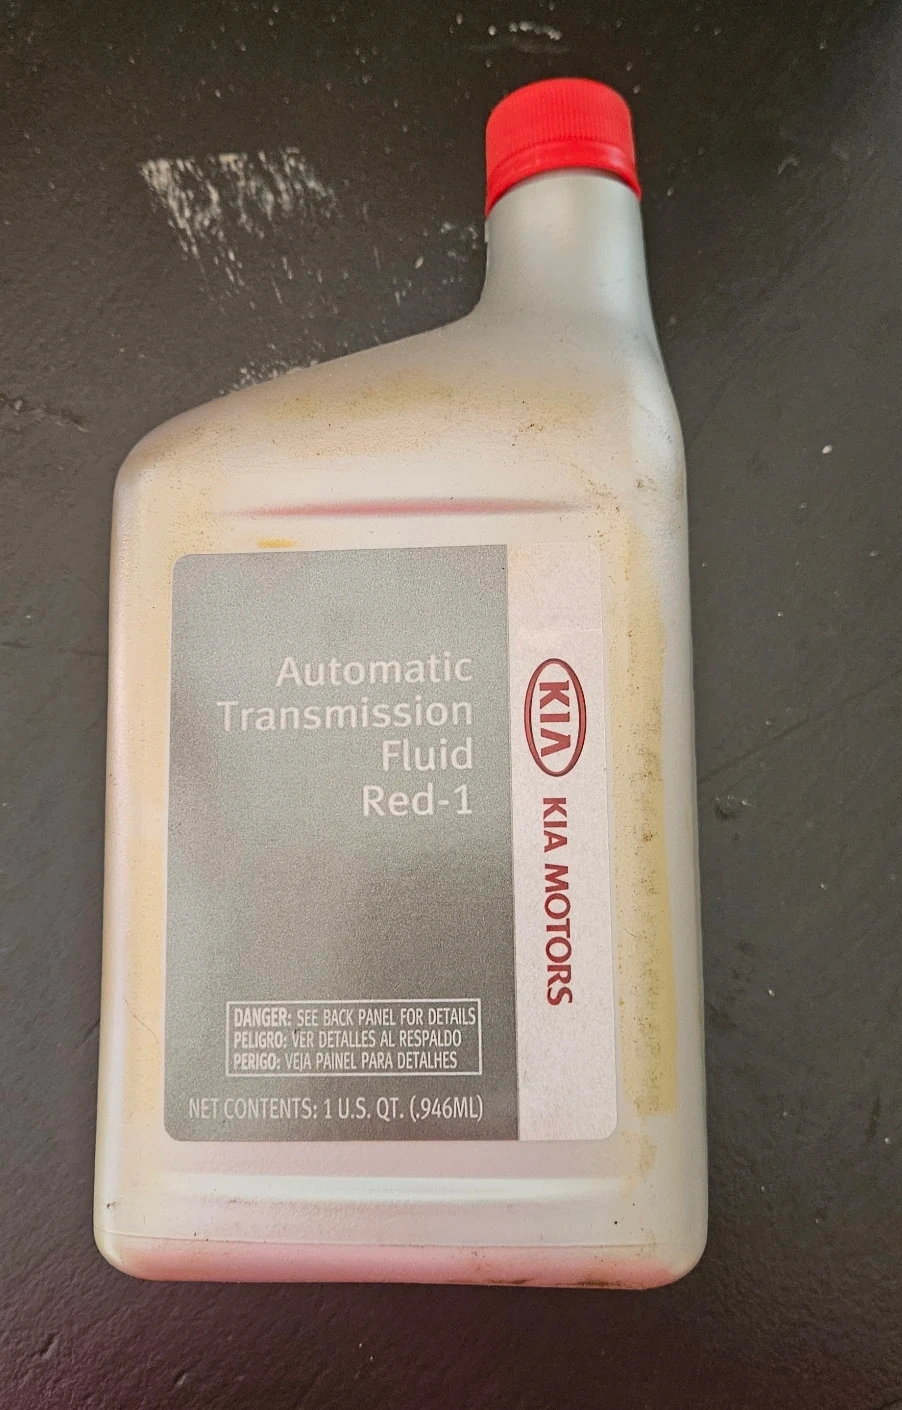 Automatic
Transmission
Fluid
Red-1
DANGER: SEE BACK PANEL FOR DETAILS
PELIGRO: VER DETALLES AL RESPALDO
PERIGO: VEJA PAINEL PARA DETALHES
NET CONTENTS: 1 U.S. QT. (.946ML)
KIA
KIA MOTORS